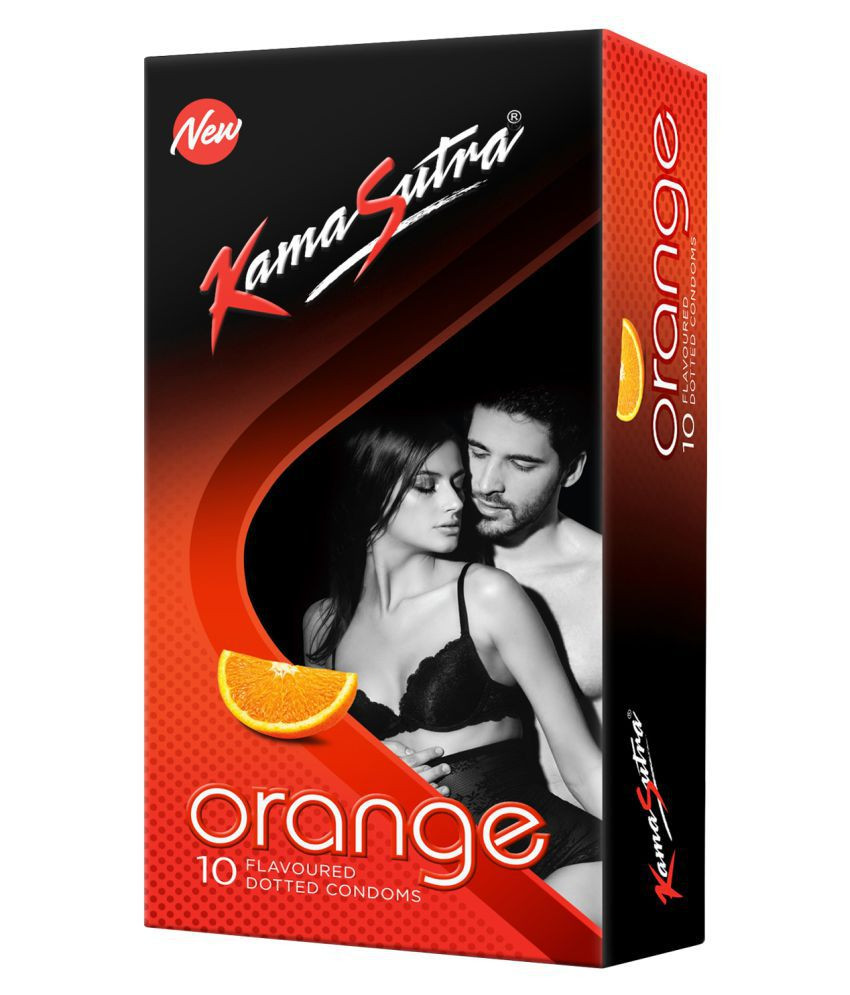 New
KamaSutra®
orange
10 FLAVOURED
DOTTED CONDOMS
orange
10 FLAVOURED
DOTTED CONDOMS
KamaSutra®